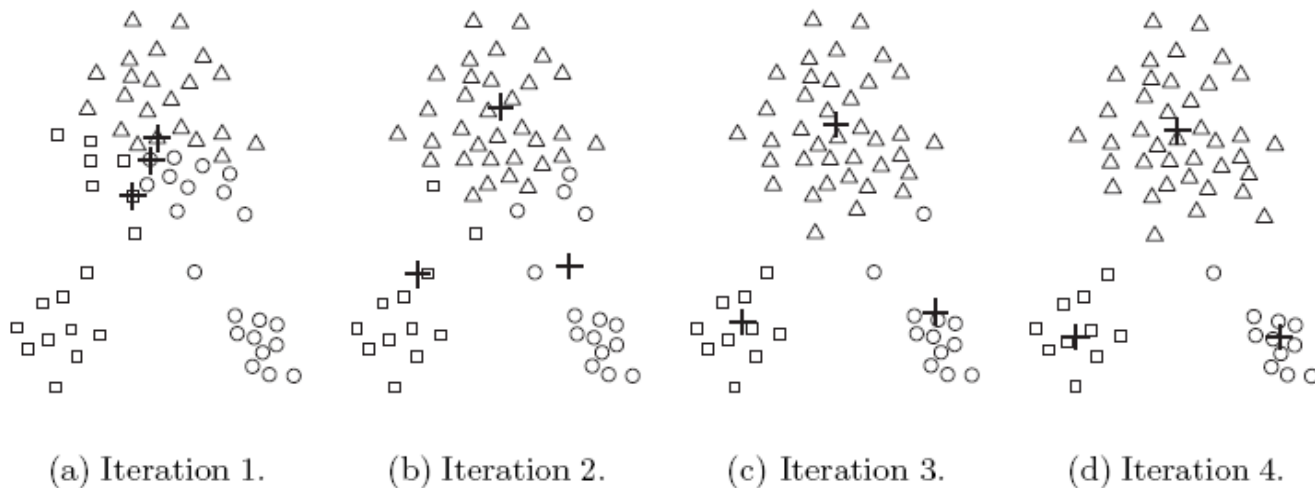 (a) Iteration 1.
(b) Iteration 2.
(c) Iteration 3.
(d) Iteration 4.